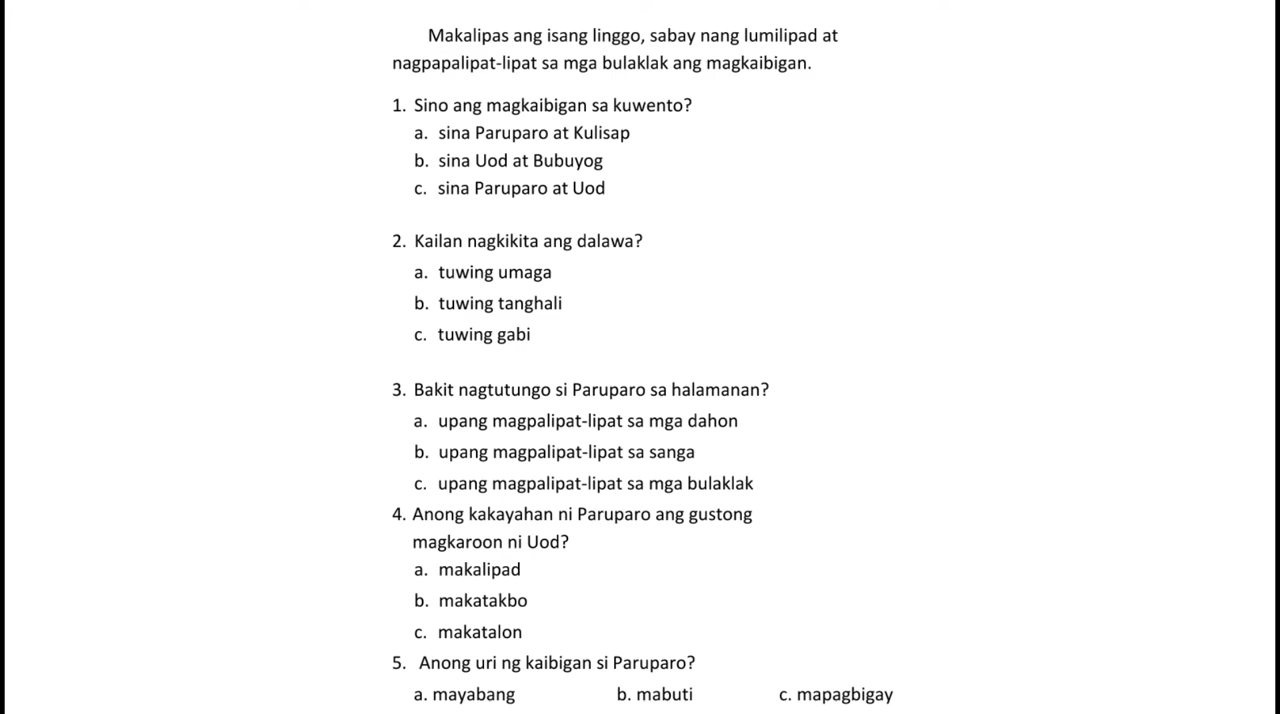 Makalipas ang isang linggo, sabay nang lumilipad at
nagpapalipat-lipat sa mga bulaklak ang magkaibigan.
1. Sino ang magkaibigan sa kuwento?
a. sina Paruparo at Kulisap
b. sina Uod at Bubuyog
c. sina Paruparo at Uod
2. Kailan nagkikita ang dalawa?
a. tuwing umaga
b. tuwing tanghali
c. tuwing gabi
3. Bakit nagtutungo si Paruparo sa halamanan?
a. upang magpalipat-lipat sa mga dahon
b. upang magpalipat-lipat sa sanga
c. upang magpalipat-lipat sa mga bulaklak
4. Anong kakayahan ni Paruparo ang gustong
magkaroon ni Uod?
a. makalipad
b. makatakbo
c. makatalon
5. Anong uri ng kaibigan si Paruparo?
a. mayabang b. mabuti c. mapagbigay